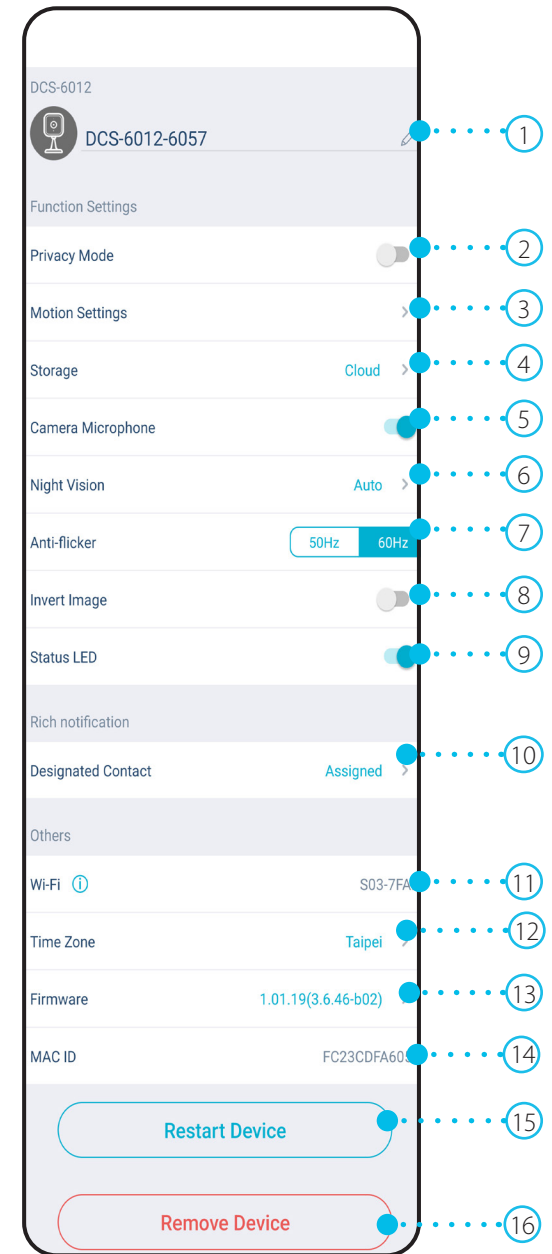 DCS-6012
DCS-6012-6057 1
Function Settings
Privacy Mode 2
Motion Settings 3
Storage Cloud 4
Camera Microphone 5
Night Vision Auto 6
Anti-flicker 50Hz 60Hz 7
Invert Image 8
Status LED 9
Rich notification
Designated Contact Assigned 10
Others
Wi-Fi S03-7FA 11
Time Zone Taipei 12
Firmware 1.01.19(3.6.46-b02) 13
MAC ID 14
Restart Device 15
Remove Device 16